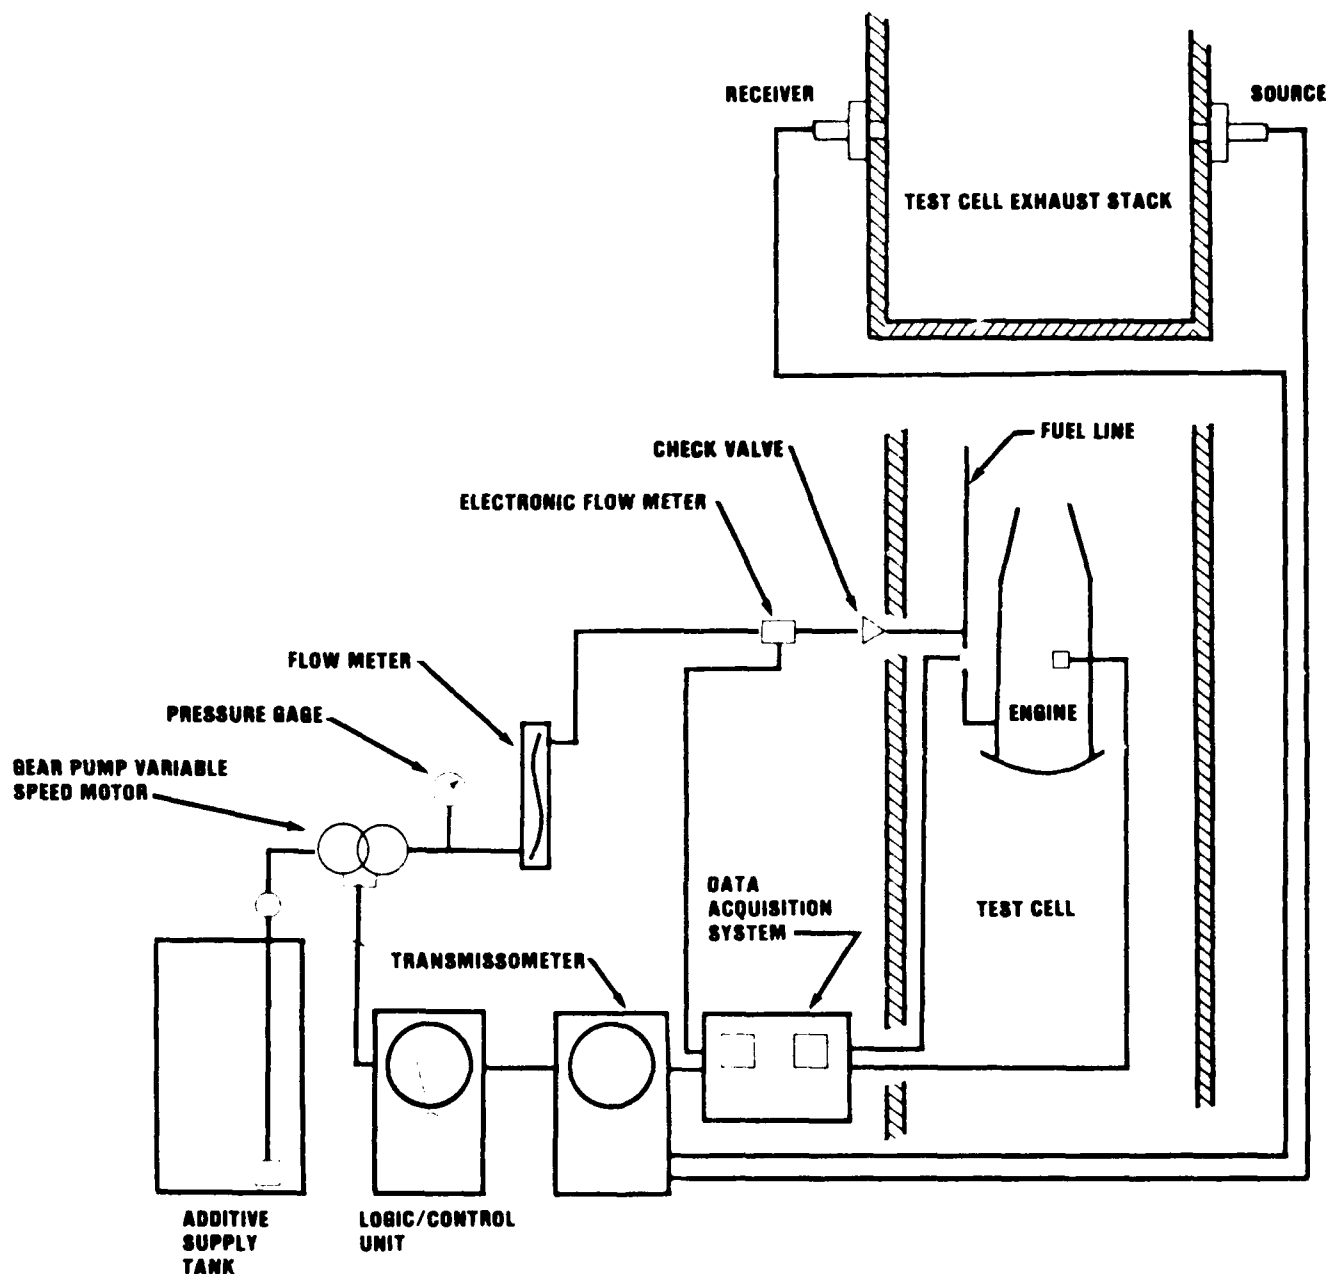 RECEIVER
SOURCE
TEST CELL EXHAUST STACK
FUEL LINE
CHECK VALVE
ELECTRONIC FLOW METER
FLOW METER
PRESSURE GAGE
GEAR PUMP VARIABLE
SPEED MOTOR
ENGINE
DATA
ACQUISITION
SYSTEM
TEST CELL
TRANSMISSOMETER
ADDITIVE
SUPPLY
TANK
LOGIC/CONTROL
UNIT